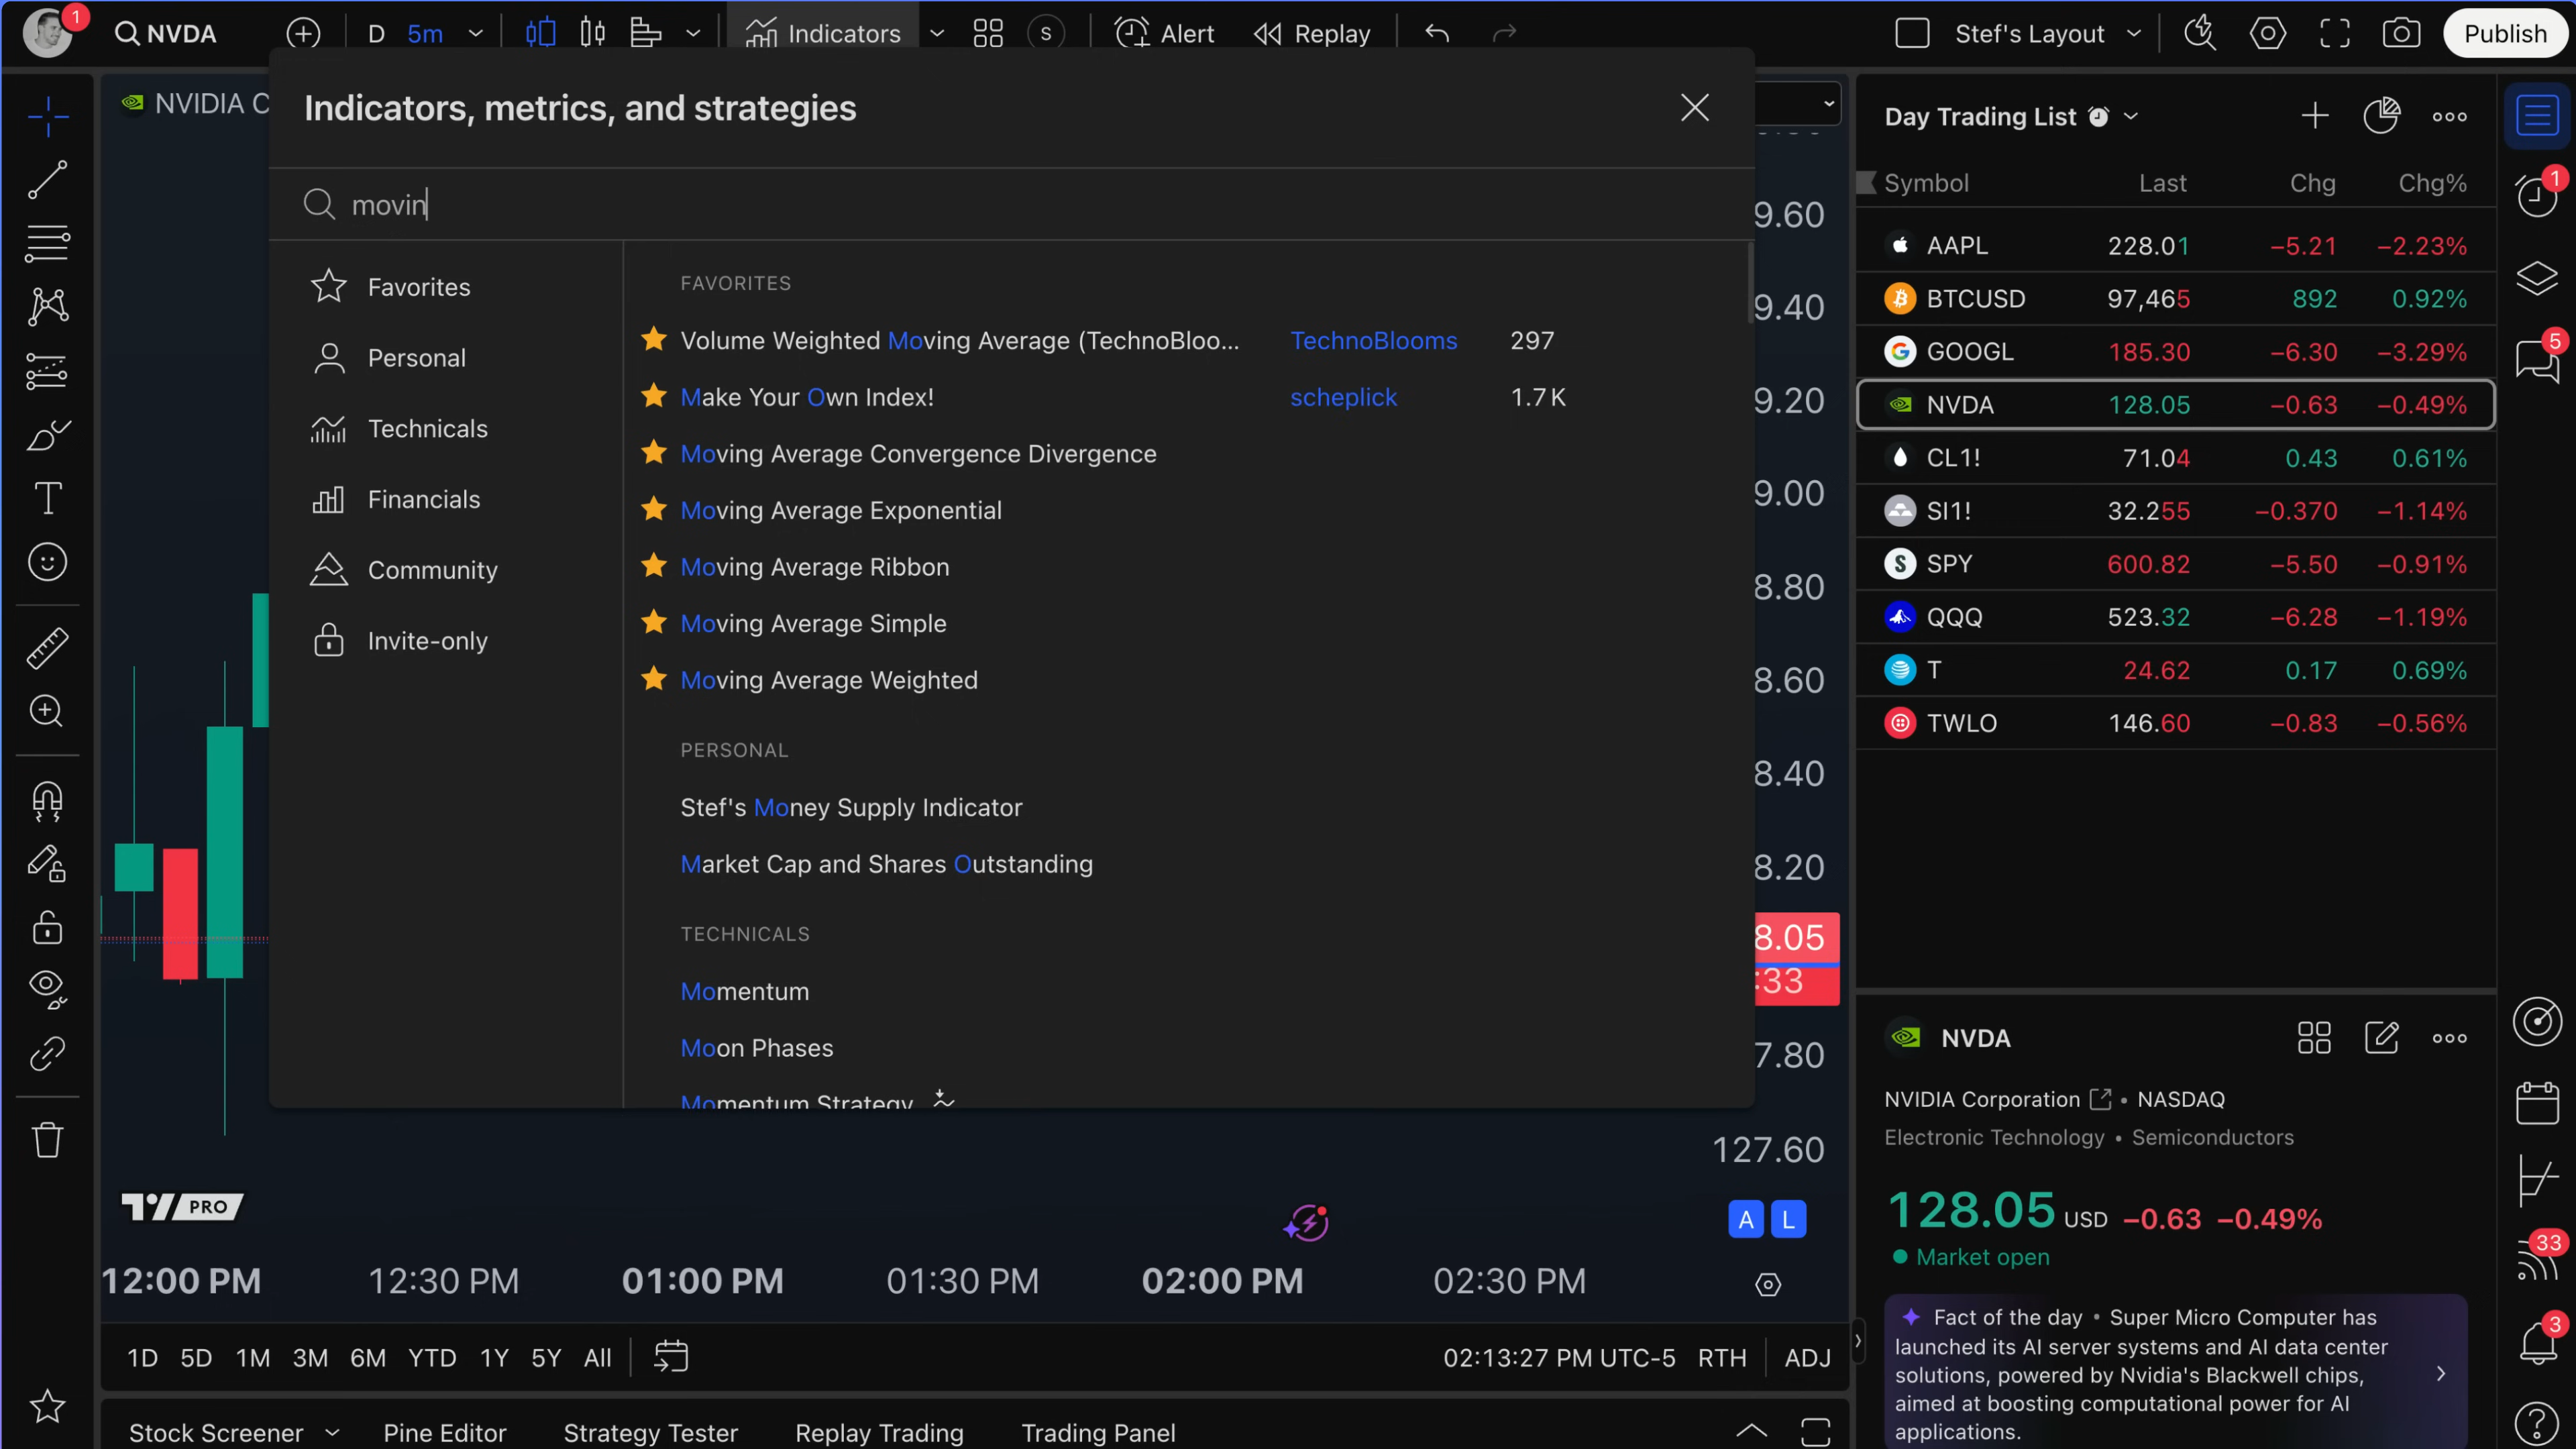 1
NVDA
D 5m
Indicators
S
Alert
Replay
Stef's Layout
Publish
NVIDIA C
Indicators, metrics, and strategies
movin
Favorites
Personal
Technicals
Financials
Community
Invite-only
FAVORITES
Volume Weighted Moving Average (TechnoBloo... TechnoBlooms 297
Make Your Own Index! scheplick 1.7 K
Moving Average Convergence Divergence
Moving Average Exponential
Moving Average Ribbon
Moving Average Simple
Moving Average Weighted
PERSONAL
Stef's Money Supply Indicator
Market Cap and Shares Outstanding
TECHNICALS
Momentum
Moon Phases
Momentum Strategy
9.60
9.40
9.20
9.00
8.80
8.60
8.40
8.20
8.05
:33
7.80
127.60
A L
PRO
12:00 PM 12:30 PM 01:00 PM 01:30 PM 02:00 PM 02:30 PM
1D 5D 1M 3M 6M YTD 1Y 5Y All
02:13:27 PM UTC-5 RTH ADJ
Stock Screener Pine Editor Strategy Tester Replay Trading Trading Panel
Day Trading List
Symbol Last Chg Chg%
AAPL 228.01 −5.21 −2.23%
BTCUSD 97,465 892 0.92%
GOOGL 185.30 −6.30 −3.29%
NVDA 128.05 −0.63 −0.49%
CL1! 71.04 0.43 0.61%
SI1! 32.255 −0.370 −1.14%
SPY 600.82 −5.50 −0.91%
QQQ 523.32 −6.28 −1.19%
T 24.62 0.17 0.69%
TWLO 146.60 −0.83 −0.56%
NVDA
NVIDIA Corporation • NASDAQ
Electronic Technology • Semiconductors
128.05 USD −0.63 −0.49%
Market open
Fact of the day • Super Micro Computer has
launched its AI server systems and AI data center
solutions, powered by Nvidia's Blackwell chips,
aimed at boosting computational power for AI
applications.
1
5
33
3